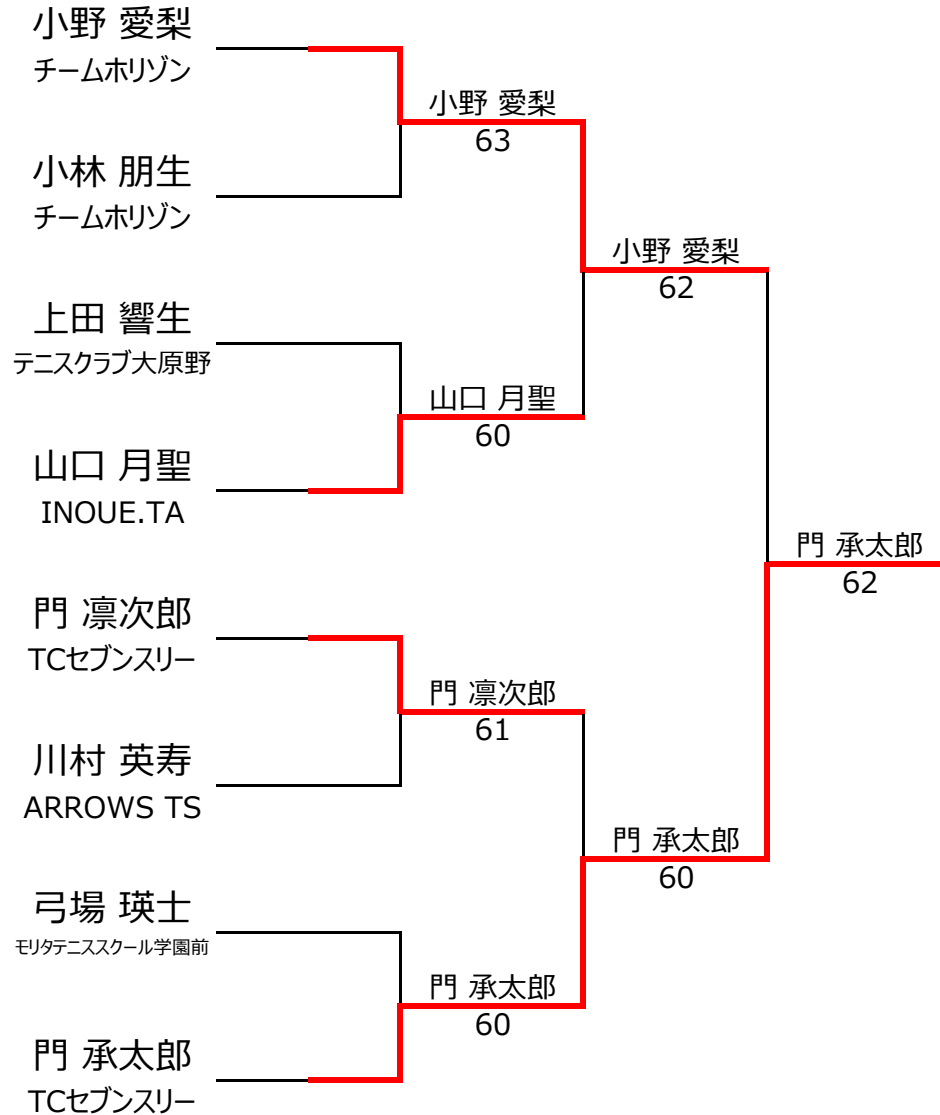 小野 愛梨
チームホリゾン
小林 朋生
チームホリゾン
上田 響生
テニスクラブ大原野
山口 月聖
INOUE.TA
門 凛次郎
TCセブンスリー
川村 英寿
ARROWS TS
弓場 瑛士
モリタテニススクール学園前
門 承太郎
TCセブンスリー
小野 愛梨
63
山口 月聖
60
門 凛次郎
61
門 承太郎
60
小野 愛梨
62
門 承太郎
60
門 承太郎
62